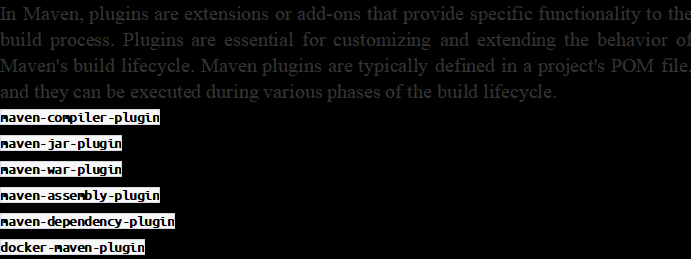 In Maven, plugins are extensions or add-ons that provide specific functionality to the
build process. Plugins are essential for customizing and extending the behavior of
Maven's build lifecycle. Maven plugins are typically defined in a project's POM file,
and they can be executed during various phases of the build lifecycle.
maven-compiler-plugin
maven-jar-plugin
maven-war-plugin
maven-assembly-plugin
maven-dependency-plugin
docker-maven-plugin